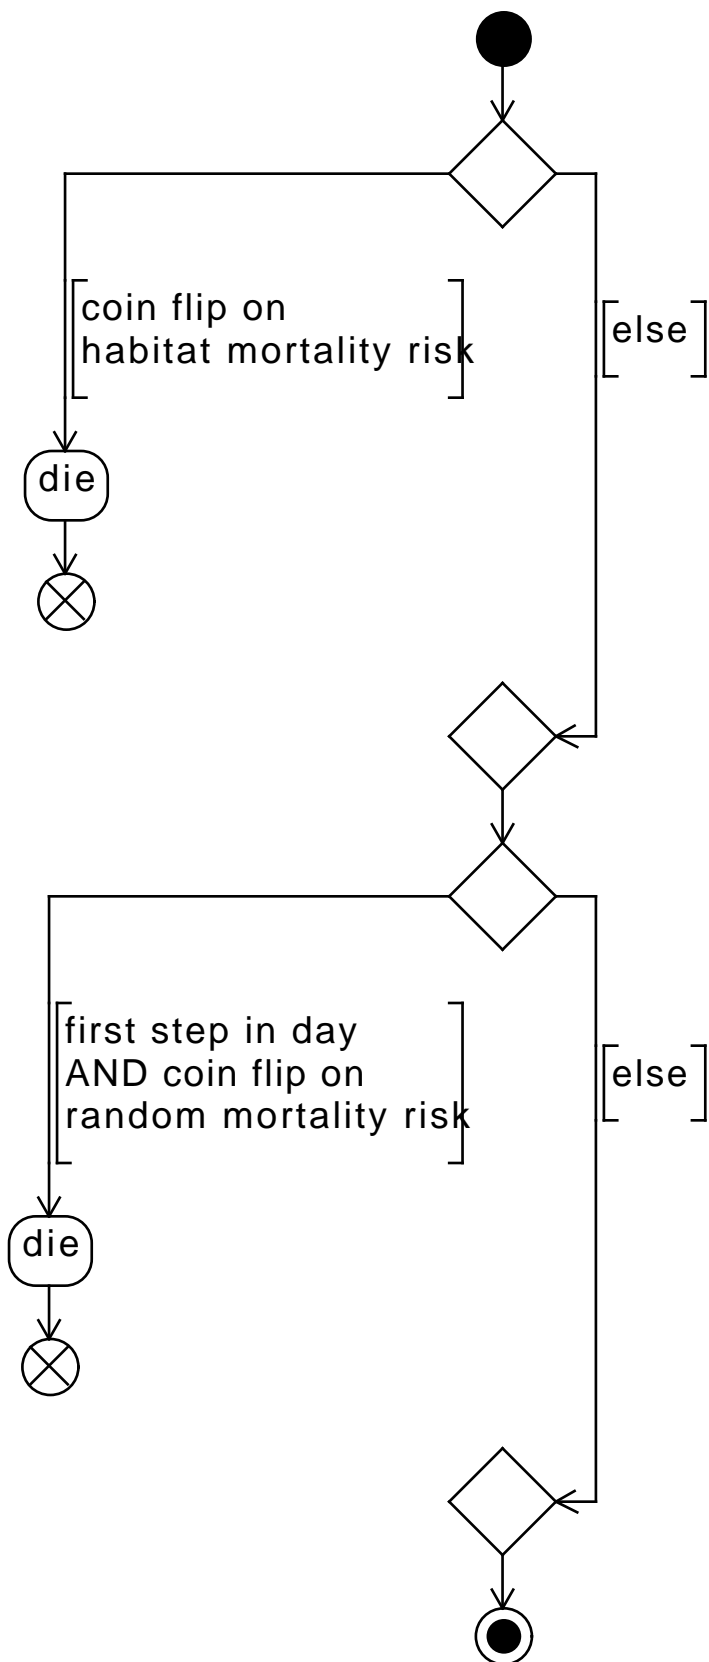 coin flip on
habitat mortality risk
else
die
first step in day
AND coin flip on
random mortality risk
else
die